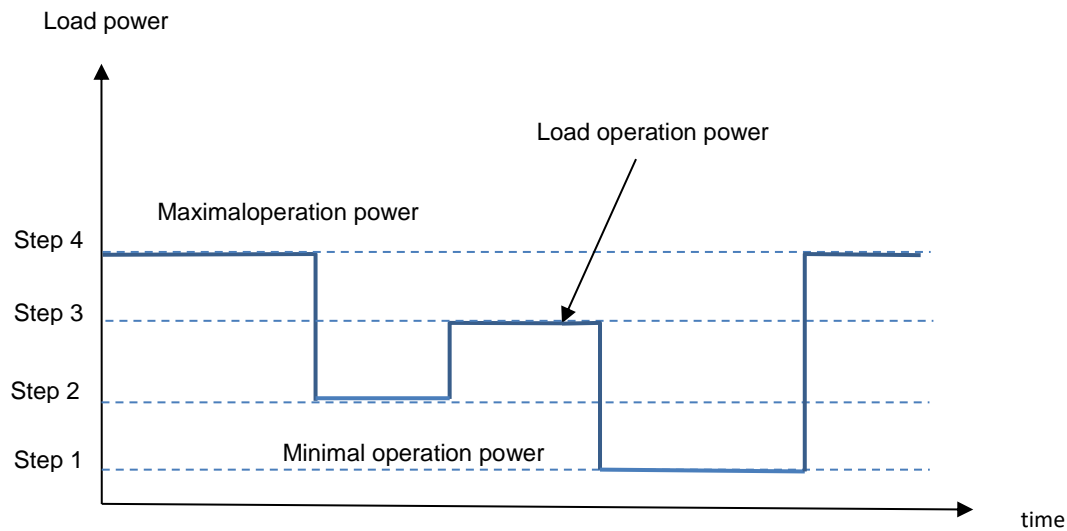 Load power
Load operation power
Maximaloperation power
Step 4
Step 3
Step 2
Minimal operation power
Step 1
time